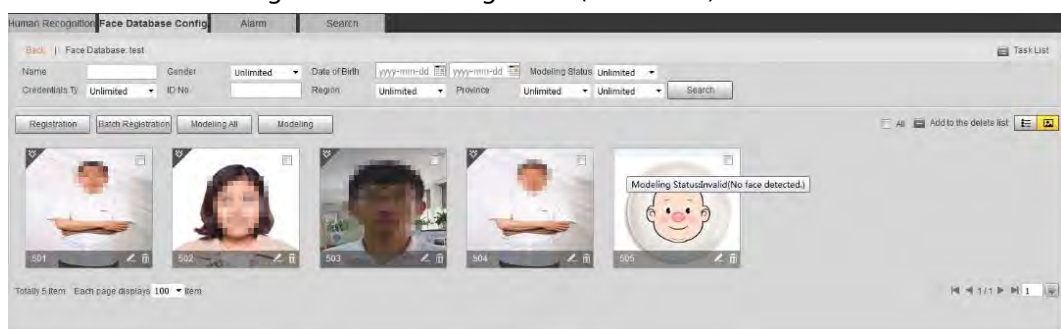 Human Recognition Face Database Config Alarm Search
Back | Face Database: test Task List
Name Gender Unlimited Date of Birth yyyy-mm-dd yyyy-mm-dd Modeling Status Unlimited
Credentials Ty Unlimited ID No. Region Unlimited Province Unlimited Unlimited Search
Registration Batch Registration Modeling All Modeling All Add to the delete list
Modeling Status:Invalid(No face detected.)
501 502 503 504 505
Totally 5 Item Each page displays 100 Item 1/1 1